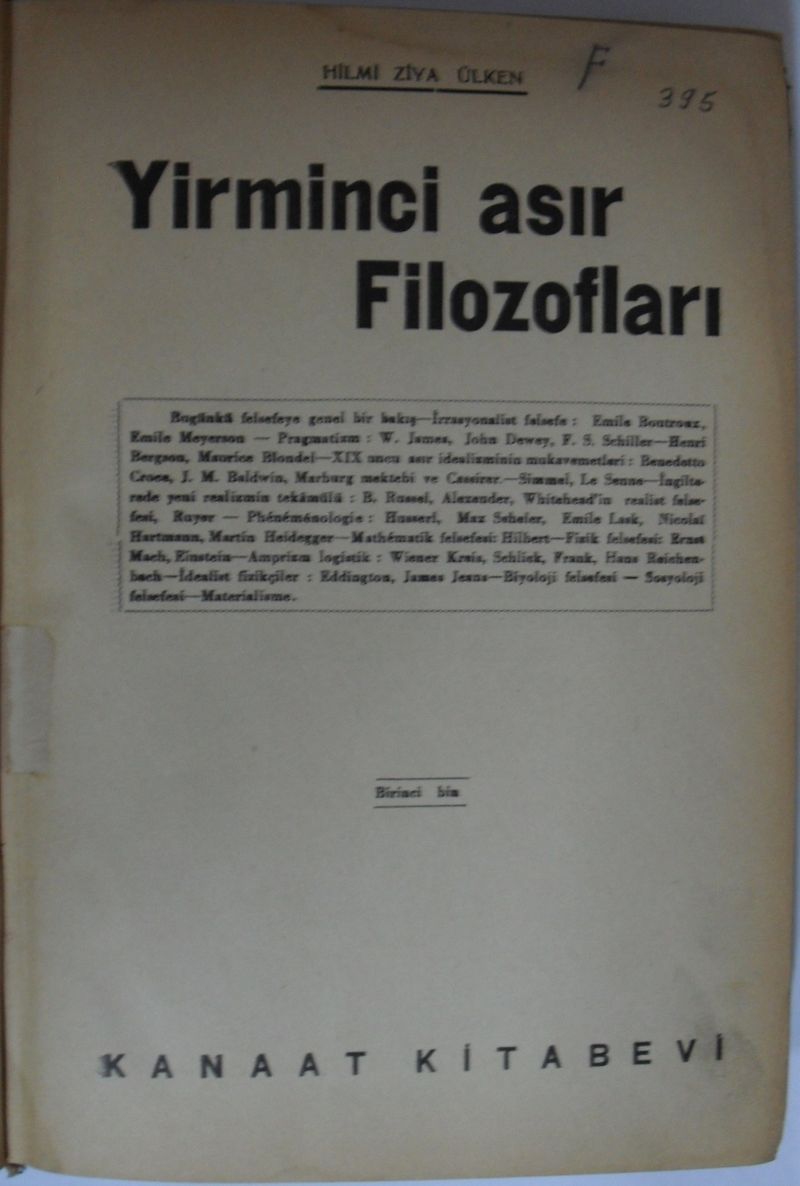 HİLMİ ZİYA ÜLKEN
F
395
Yirminci asır
Filozofları
Bugünkü felsefeye genel bir bakış—İrrasyonalist felsefe : Emile Boutroux,
Emile Meyerson — Pragmatizm : W. James, John Dewey, F. S. Schiller—Henri
Bergson, Maurice Blondel—XIX uncu asır idealizminin mukavemetleri : Benedetto
Croce, J. M. Baldwin, Marburg mektebi ve Cassirer.—Simmel, Le Senne—İngilte-
rede yeni realizmin tekâmülü : B. Russel, Alexander, Whitehead'in realist felse-
fesi, Ruyer — Phénéménologie : Husserl, Max Scheler, Emile Lask, Nicolaï
Hartmann, Martin Heidegger—Mathématik felsefesi: Hilbert—Fizik felsefesi: Ernst
Mach, Einstein—Amprizm logistik : Wiener Kreis, Schliek, Frank, Hans Reichen-
bach—İdealist fizikçiler : Eddington, James Jeans—Biyoloji felsefesi — Sosyoloji
felsefesi—Materialisme.
Birinci bin
KANAAT KİTABEVİ